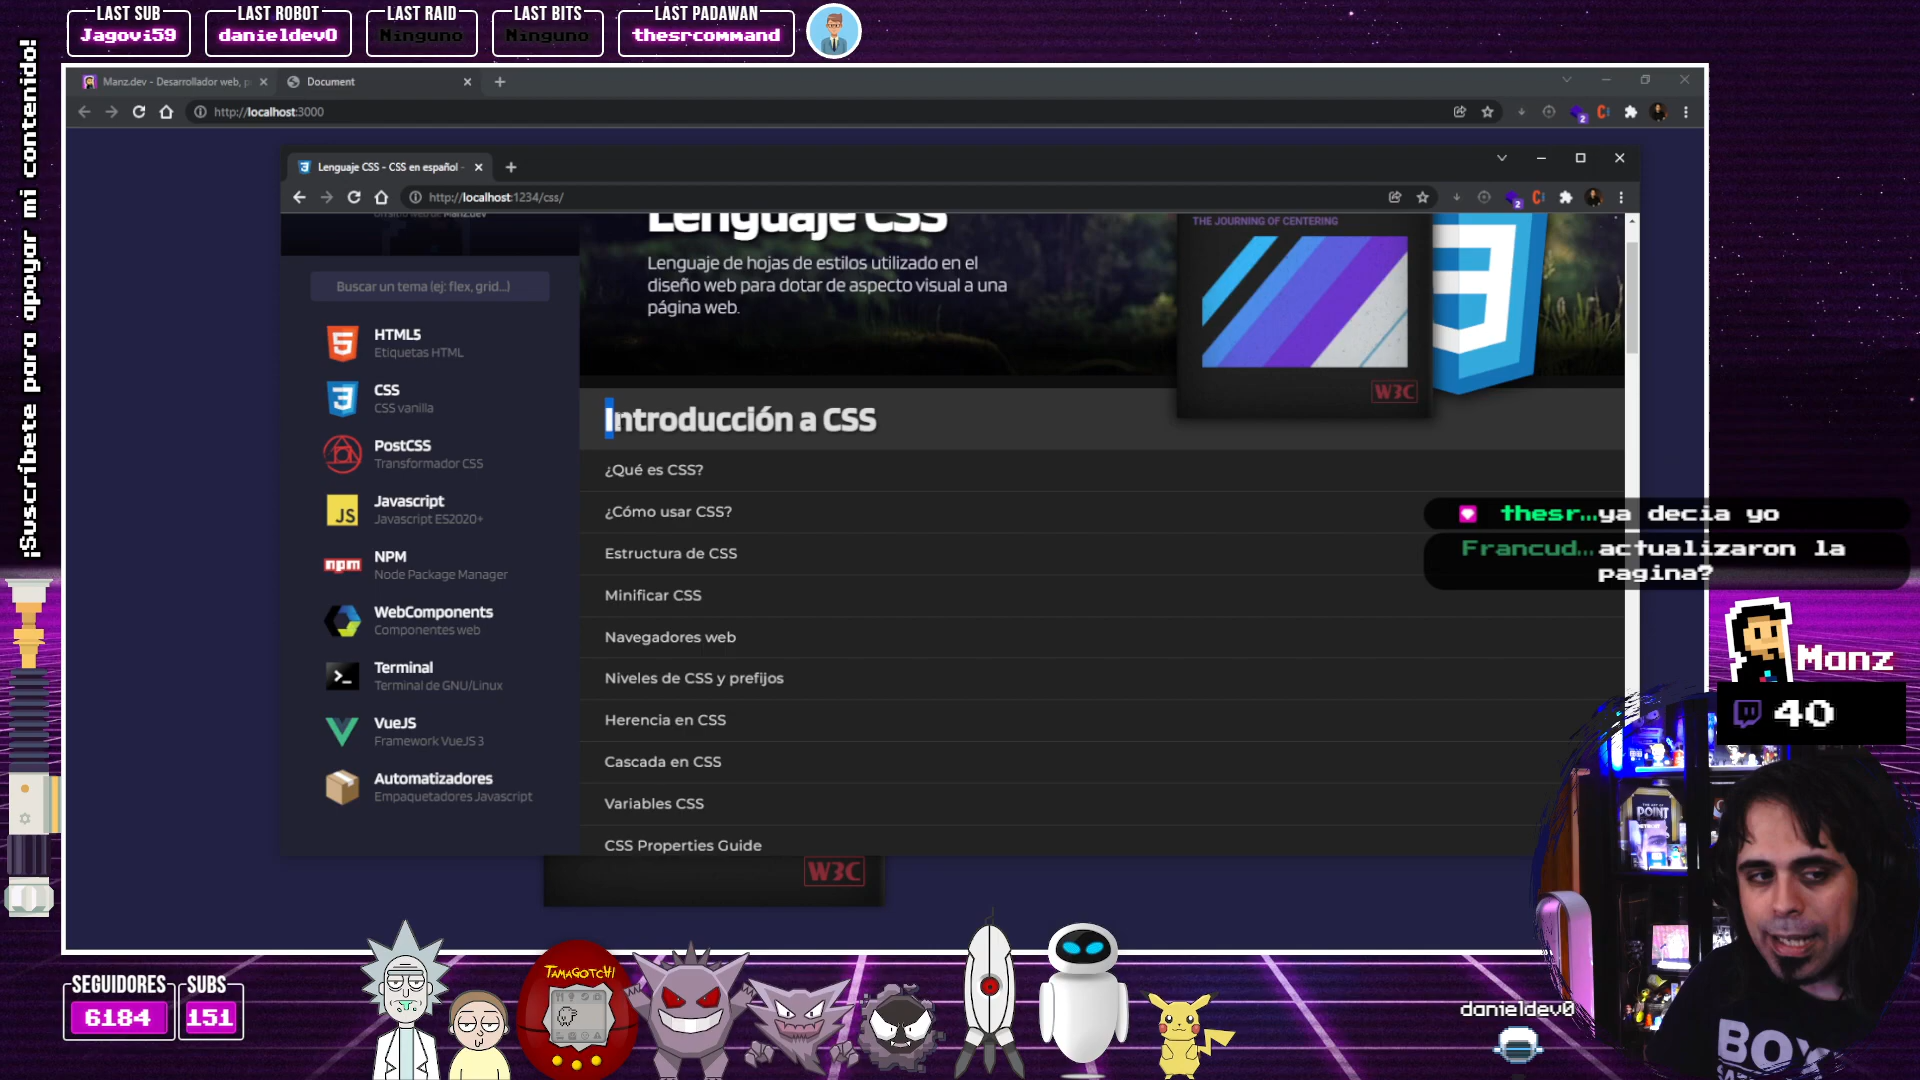 LAST SUB
Jagovi59
LAST ROBOT
danieldev0
LAST RAID
Ninguno
LAST BITS
Ninguno
LAST PADAWAN
thesrcommand
¡Suscríbete para apoyar mi contenido!
Manz.dev - Desarrollador web, p
Document
http://localhost:3000
2
Lenguaje CSS - CSS en español -
http://localhost:1234/css/
2
Lenguaje CSS
Lenguaje de hojas de estilos utilizado en el
diseño web para dotar de aspecto visual a una
página web.
THE JOURNING OF CENTERING
W3C
Buscar un tema (ej: flex, grid...)
5
HTML5
Etiquetas HTML
3
CSS
CSS vanilla
PostCSS
Transformador CSS
JS
Javascript
Javascript ES2020+
npm
NPM
Node Package Manager
WebComponents
Componentes web
Terminal
Terminal de GNU/Linux
VueJS
Framework VueJS 3
Automatizadores
Empaquetadores Javascript
Introducción a CSS
¿Qué es CSS?
¿Cómo usar CSS?
Estructura de CSS
Minificar CSS
Navegadores web
Niveles de CSS y prefijos
Herencia en CSS
Cascada en CSS
Variables CSS
CSS Properties Guide
W3C
thesr...ya decia yo
Francud...actualizaron la
pagina?
Manz
40
POINT
SEGUIDORES
6184
SUBS
151
TAMAGOTCHI
danieldev0